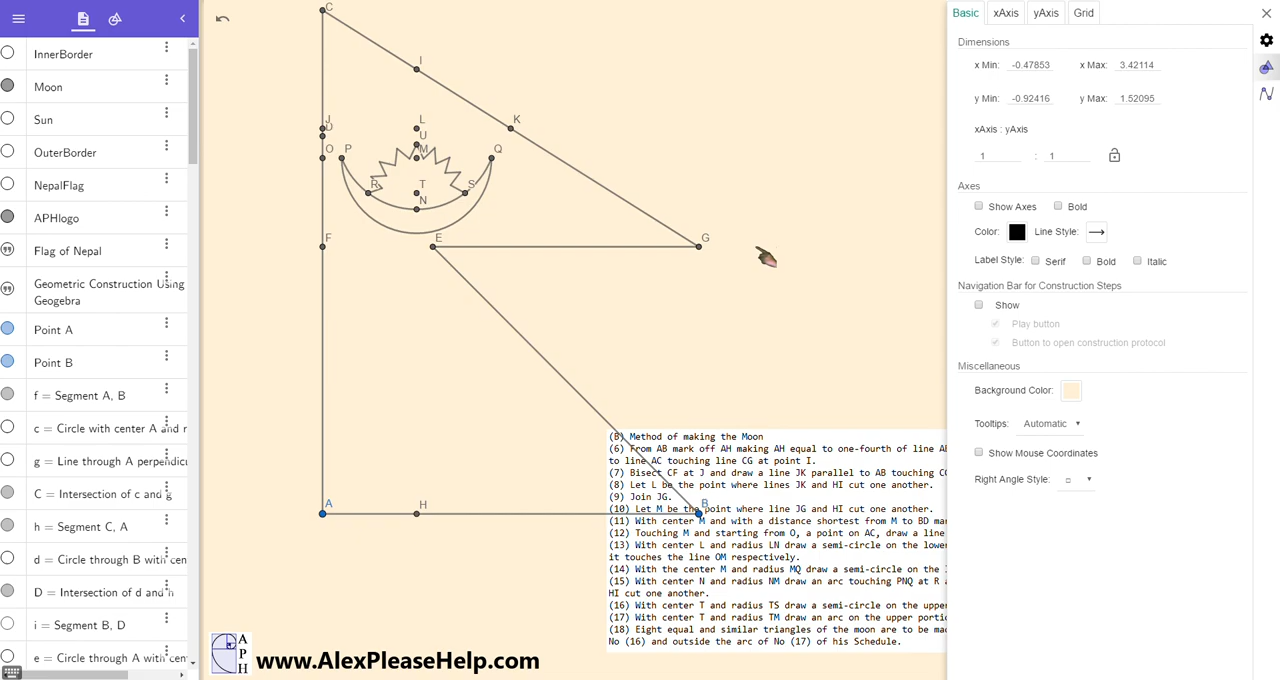 InnerBorder
Moon
Sun
OuterBorder
NepalFlag
APHlogo
Flag of Nepal
Geometric Construction Using
Geogebra
Point A
Point B
f = Segment A, B
c = Circle with center A and r
g = Line through A perpendicu
C = Intersection of c and g
h = Segment C, A
d = Circle through B with cen
D = Intersection of d and h
i = Segment B, D
e = Circle through A with cen
C
I
J
D
L
K
U
O
P
M
Q
R
T
S
N
F
E
G
A
H
B
(B) Method of making the Moon
(6) From AB mark off AH making AH equal to one-fourth of line A
to line AC touching line CG at point I.
(7) Bisect CF at J and draw a line JK parallel to AB touching C
(8) Let L be the point where lines JK and HI cut one another.
(9) Join JG.
(10) Let M be the point where line JG and HI cut one another.
(11) With center M and with a distance shortest from M to BD ma
(12) Touching M and starting from O, a point on AC, draw a line
(13) With center L and radius LN draw a semi-circle on the lower
it touches the line OM respectively.
(14) With the center M and radius MQ draw a semi-circle on the
(15) With center N and radius NM draw an arc touching PNQ at R a
HI cut one another.
(16) With center T and radius TS draw a semi-circle on the upper
(17) With center T and radius TM draw an arc on the upper portio
(18) Eight equal and similar triangles of the moon are to be mad
No (16) and outside the arc of No (17) of his Schedule.
A
P
H
www.AlexPleaseHelp.com
Basic xAxis yAxis Grid
Dimensions
x Min: -0.47853 x Max: 3.42114
y Min: -0.92416 y Max: 1.52095
xAxis : yAxis
1 : 1
Axes
Show Axes Bold
Color: Line Style:
Label Style: Serif Bold Italic
Navigation Bar for Construction Steps
Show
Play button
Button to open construction protocol
Miscellaneous
Background Color:
Tooltips: Automatic
Show Mouse Coordinates
Right Angle Style: